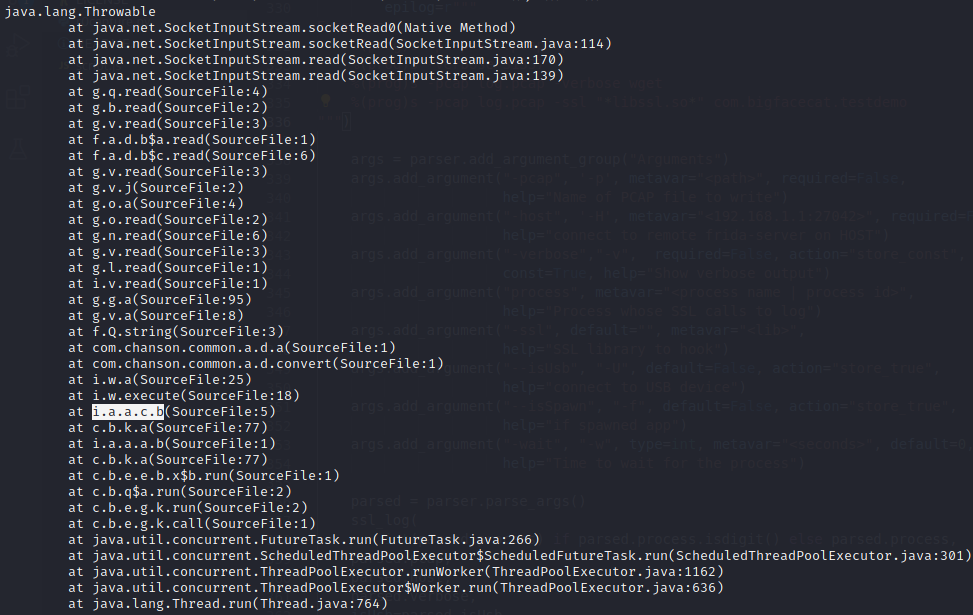 java.lang.Throwable
at java.net.SocketInputStream.socketRead0(Native Method)
at java.net.SocketInputStream.socketRead(SocketInputStream.java:114)
at java.net.SocketInputStream.read(SocketInputStream.java:170)
at java.net.SocketInputStream.read(SocketInputStream.java:139)
at g.q.read(SourceFile:4)
at g.b.read(SourceFile:2)
at g.v.read(SourceFile:3)
at f.a.d.b$a.read(SourceFile:1)
at f.a.d.b$c.read(SourceFile:6)
at g.v.read(SourceFile:3)
at g.v.j(SourceFile:2)
at g.o.a(SourceFile:4)
at g.o.read(SourceFile:2)
at g.n.read(SourceFile:6)
at g.v.read(SourceFile:3)
at g.l.read(SourceFile:1)
at i.v.read(SourceFile:1)
at g.g.a(SourceFile:95)
at g.v.a(SourceFile:8)
at f.Q.string(SourceFile:3)
at com.chanson.common.a.d.a(SourceFile:1)
at com.chanson.common.a.d.convert(SourceFile:1)
at i.w.a(SourceFile:25)
at i.w.execute(SourceFile:18)
at i.a.a.c.b(SourceFile:5)
at c.b.k.a(SourceFile:77)
at i.a.a.a.b(SourceFile:1)
at c.b.k.a(SourceFile:77)
at c.b.e.e.b.x$b.run(SourceFile:1)
at c.b.q$a.run(SourceFile:2)
at c.b.e.g.k.run(SourceFile:2)
at c.b.e.g.k.call(SourceFile:1)
at java.util.concurrent.FutureTask.run(FutureTask.java:266)
at java.util.concurrent.ScheduledThreadPoolExecutor$ScheduledFutureTask.run(ScheduledThreadPoolExecutor.java:301)
at java.util.concurrent.ThreadPoolExecutor.runWorker(ThreadPoolExecutor.java:1162)
at java.util.concurrent.ThreadPoolExecutor$Worker.run(ThreadPoolExecutor.java:636)
at java.lang.Thread.run(Thread.java:764)